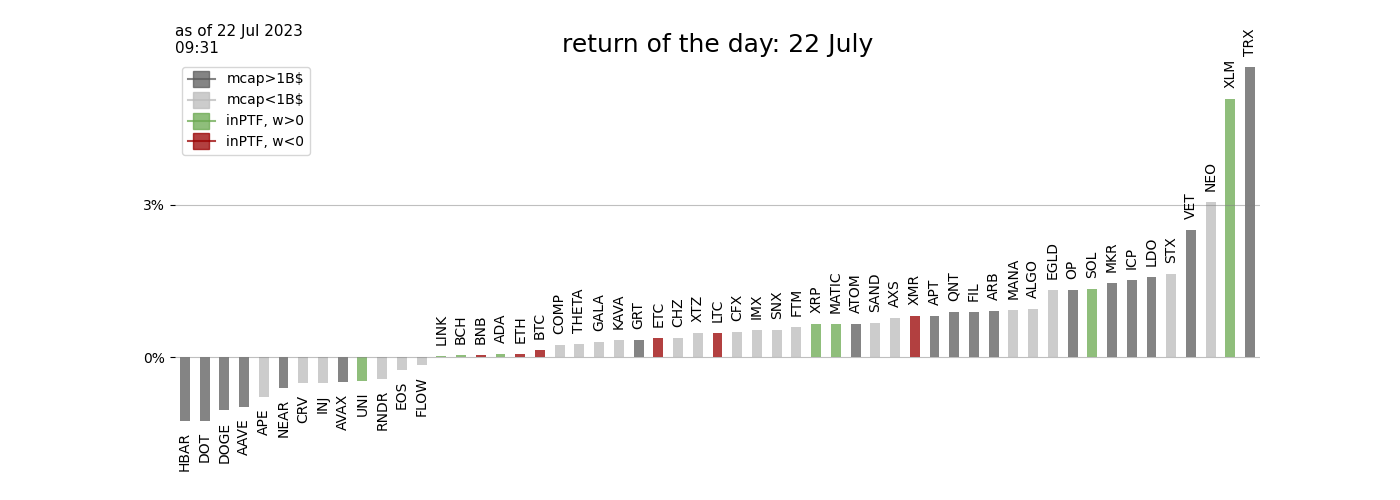 as of 22 Jul 2023
09:31
return of the day: 22 July
mcap>1B$
mcap<1B$
inPTF, w>0
inPTF, w<0
3%
0%
HBAR
DOT
DOGE
AAVE
APE
NEAR
CRV
INJ
AVAX
UNI
RNDR
EOS
FLOW
LINK
BCH
BNB
ADA
ETH
BTC
COMP
THETA
GALA
KAVA
GRT
ETC
CHZ
XTZ
LTC
CFX
IMX
SNX
FTM
XRP
MATIC
ATOM
SAND
AXS
XMR
APT
QNT
FIL
ARB
MANA
ALGO
EGLD
OP
SOL
MKR
ICP
LDO
STX
VET
NEO
XLM
TRX